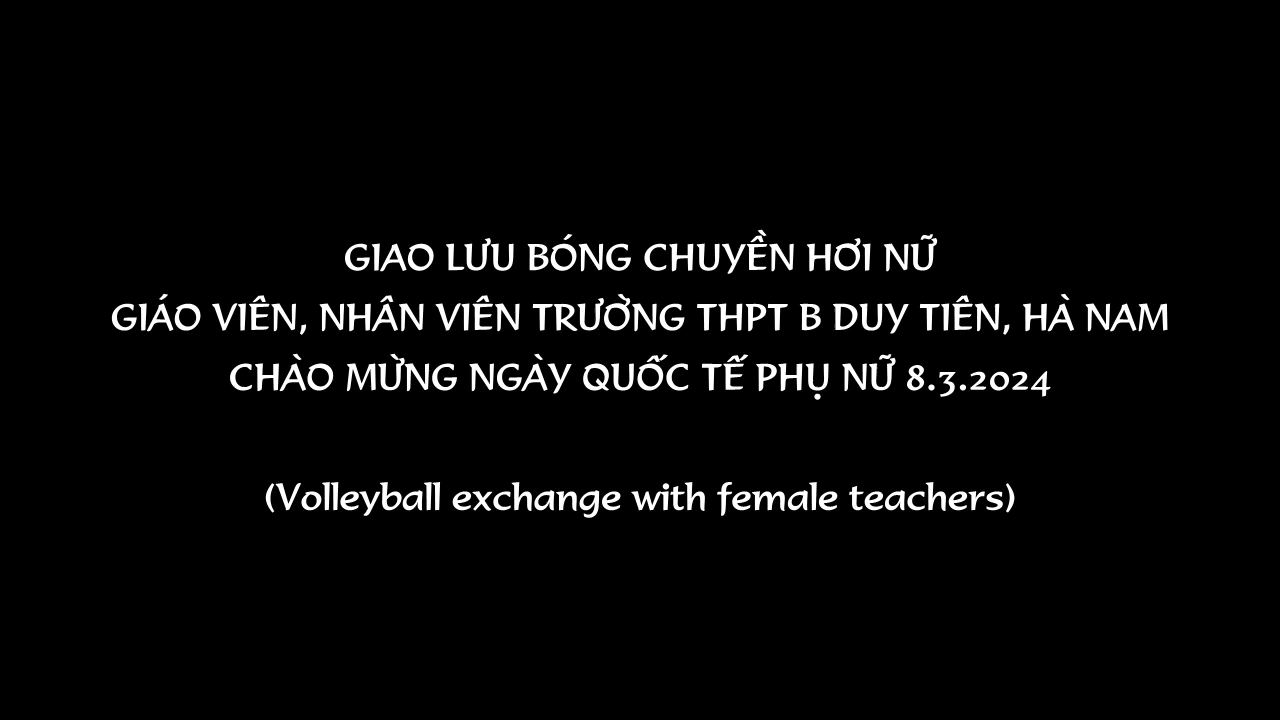 GIAO LƯU BÓNG CHUYỀN HƠI NỮ
GIÁO VIÊN, NHÂN VIÊN TRƯỜNG THPT B DUY TIÊN, HÀ NAM
CHÀO MỪNG NGÀY QUỐC TẾ PHỤ NỮ 8.3.2024
(Volleyball exchange with female teachers)